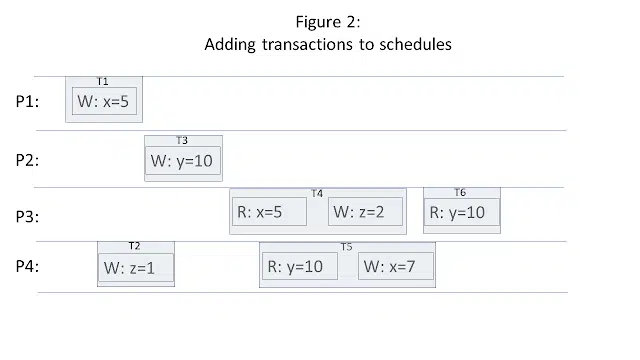 Figure 2:
Adding transactions to schedules
T1
P1: W: x=5
T3
P2: W: y=10
T4 T6
P3: R: x=5 W: z=2 R: y=10
T2 T5
P4: W: z=1 R: y=10 W: x=7